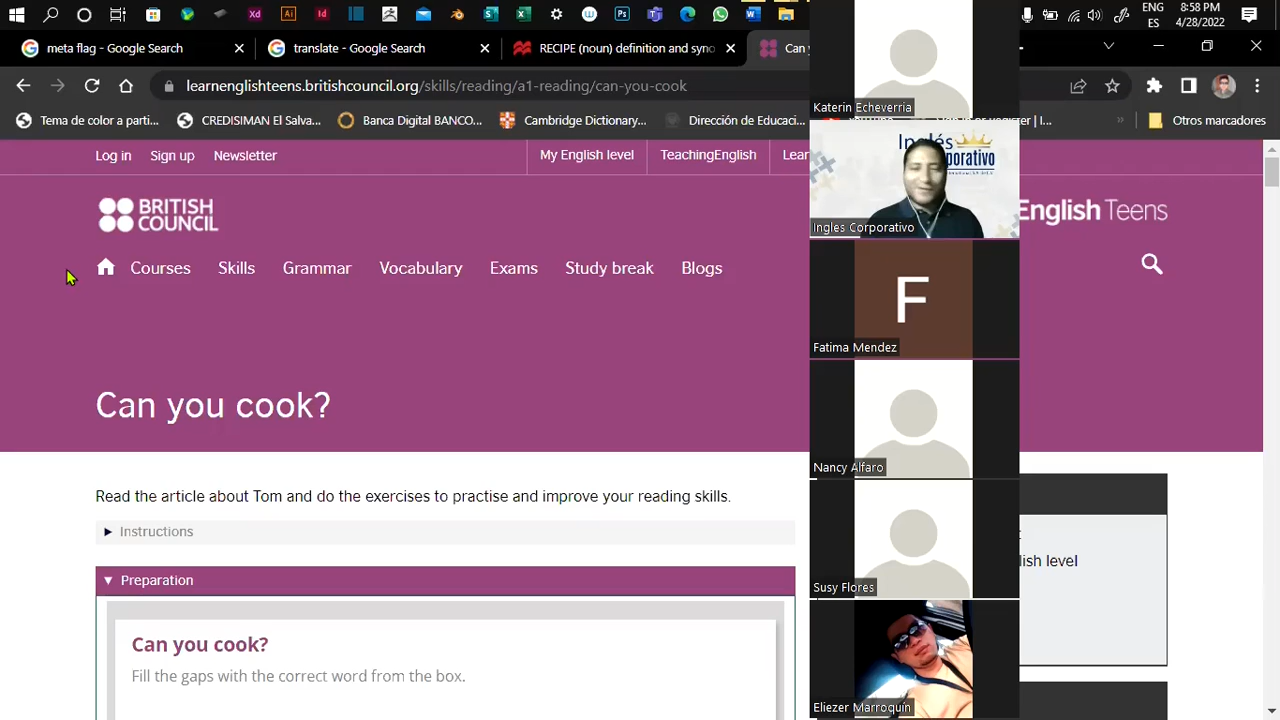 ENG
ES
8:58 PM
4/28/2022
meta flag - Google Search
translate - Google Search
RECIPE (noun) definition and syno
Can y
learnenglishteens.britishcouncil.org/skills/reading/a1-reading/can-you-cook
Tema de color a parti...
CREDISIMAN El Salva...
Banca Digital BANCO...
Cambridge Dictionary...
Dirección de Educaci...
Otros marcadores
Log in
Sign up
Newsletter
My English level
TeachingEnglish
Lear
BRITISH
COUNCIL
English Teens
Courses
Skills
Grammar
Vocabulary
Exams
Study break
Blogs
Can you cook?
Read the article about Tom and do the exercises to practise and improve your reading skills.
Instructions
Preparation
Can you cook?
Fill the gaps with the correct word from the box.
lish level
Katerin Echeverria
Inglés
porativo
Ingles Corporativo
F
Fatima Mendez
Nancy Alfaro
Susy Flores
Eliezer Marroquín